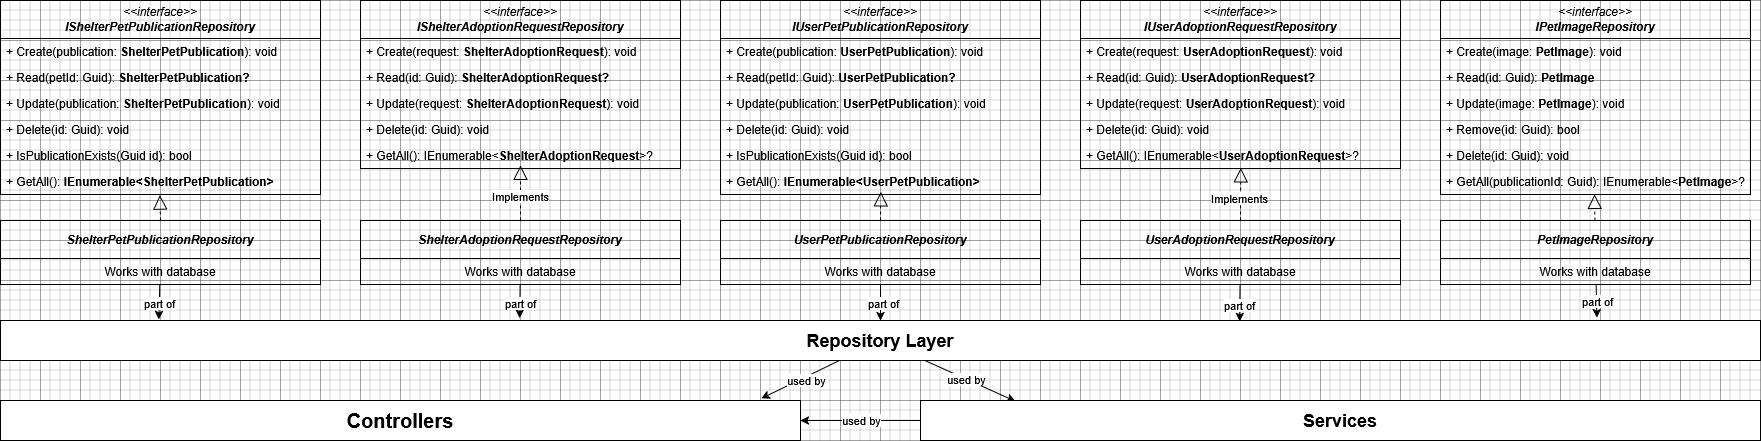 <<interface>>
IShelterPetPublicationRepository
+ Create(publication: ShelterPetPublication): void
+ Read(petId: Guid): ShelterPetPublication?
+ Update(publication: ShelterPetPublication): void
+ Delete(id: Guid): void
+ IsPublicationExists(Guid id): bool
+ GetAll(): IEnumerable<ShelterPetPublication>
<<interface>>
IShelterAdoptionRequestRepository
+ Create(request: ShelterAdoptionRequest): void
+ Read(id: Guid): ShelterAdoptionRequest?
+ Update(request: ShelterAdoptionRequest): void
+ Delete(id: Guid): void
+ GetAll(): IEnumerable<ShelterAdoptionRequest>?
<<interface>>
IUserPetPublicationRepository
+ Create(publication: UserPetPublication): void
+ Read(petId: Guid): UserPetPublication?
+ Update(publication: UserPetPublication): void
+ Delete(id: Guid): void
+ IsPublicationExists(Guid id): bool
+ GetAll(): IEnumerable<UserPetPublication>
<<interface>>
IUserAdoptionRequestRepository
+ Create(request: UserAdoptionRequest): void
+ Read(id: Guid): UserAdoptionRequest?
+ Update(request: UserAdoptionRequest): void
+ Delete(id: Guid): void
+ GetAll(): IEnumerable<UserAdoptionRequest>?
<<interface>>
IPetImageRepository
+ Create(image: PetImage): void
+ Read(id: Guid): PetImage
+ Update(image: PetImage): void
+ Remove(id: Guid): bool
+ Delete(id: Guid): void
+ GetAll(publicationId: Guid): IEnumerable<PetImage>?
Implements
Implements
ShelterPetPublicationRepository
Works with database
ShelterAdoptionRequestRepository
Works with database
UserPetPublicationRepository
Works with database
UserAdoptionRequestRepository
Works with database
PetImageRepository
Works with database
part of
part of
part of
part of
part of
Repository Layer
used by
used by
Controllers
used by
Services